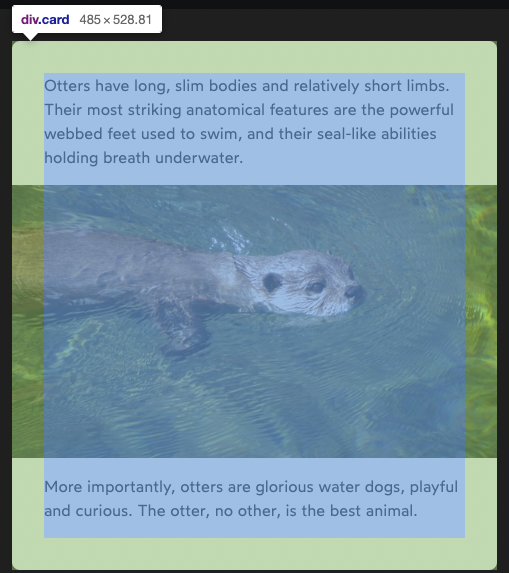 div.card 485 × 528.81
Otters have long, slim bodies and relatively short limbs.
Their most striking anatomical features are the powerful
webbed feet used to swim, and their seal-like abilities
holding breath underwater.
More importantly, otters are glorious water dogs, playful
and curious. The otter, no other, is the best animal.